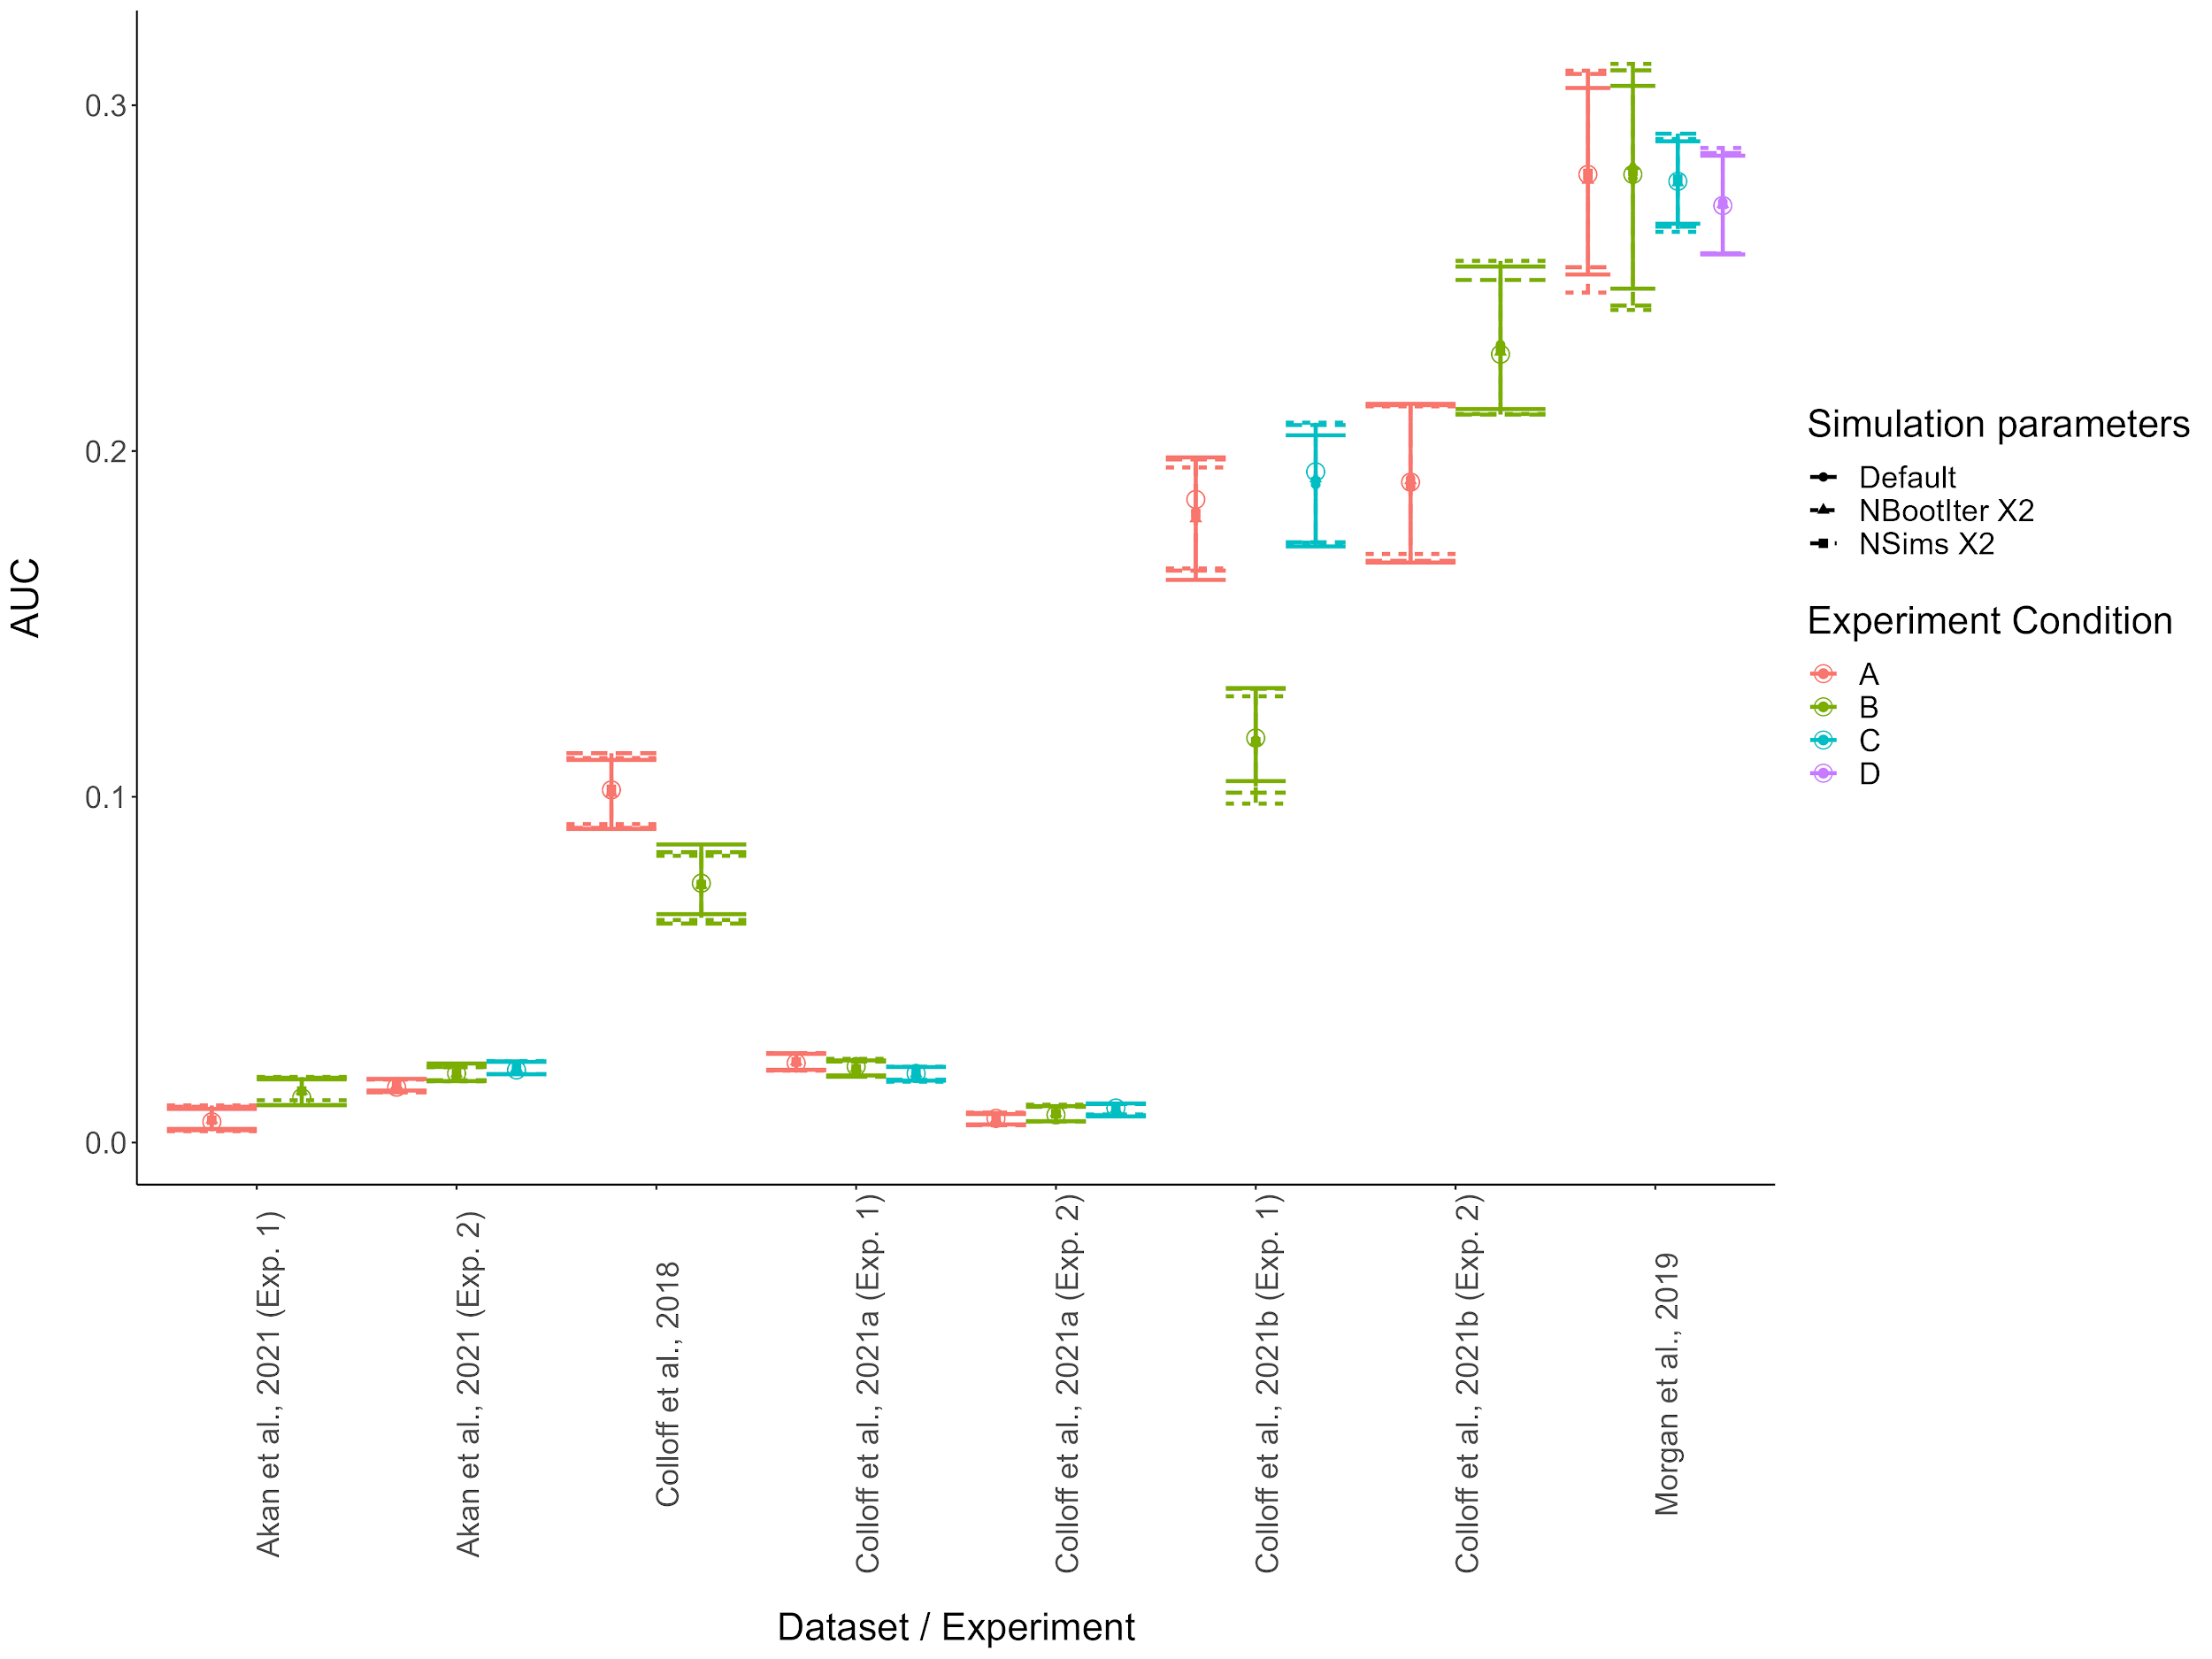 AUC
0.3
0.2
0.1
0.0
Akan et al., 2021 (Exp. 1)
Akan et al., 2021 (Exp. 2)
Colloff et al., 2018
Colloff et al., 2021a (Exp. 1)
Colloff et al., 2021a (Exp. 2)
Colloff et al., 2021b (Exp. 1)
Colloff et al., 2021b (Exp. 2)
Morgan et al., 2019
Dataset / Experiment
Simulation parameters
Default
NBootIter X2
NSims X2
Experiment Condition
A
B
C
D